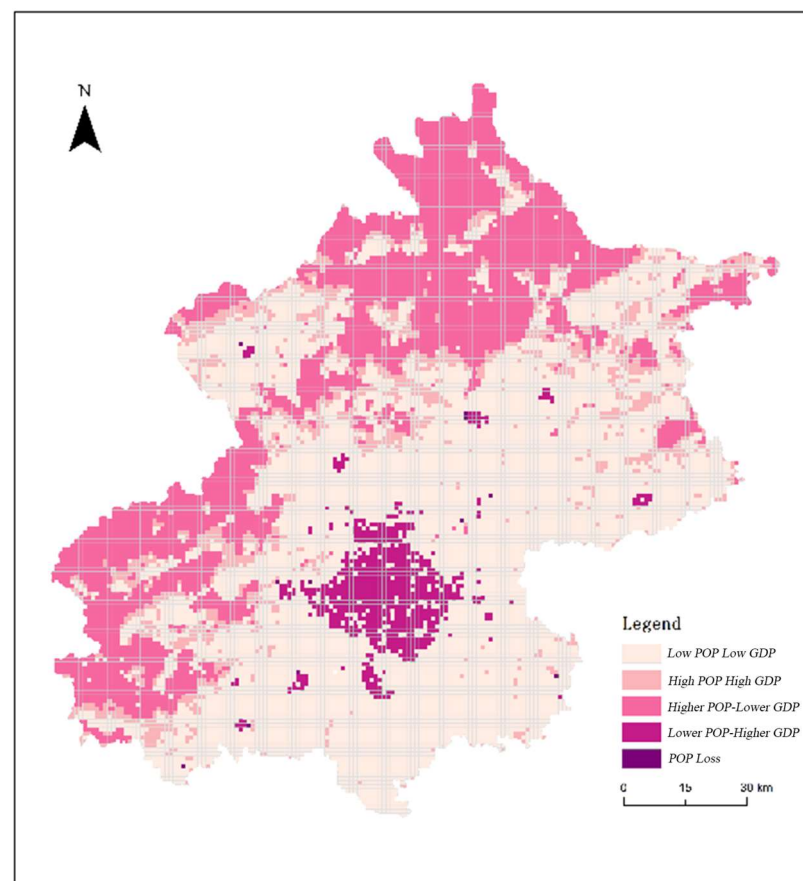 N
Legend
Low POP Low GDP
High POP High GDP
Higher POP-Lower GDP
Lower POP-Higher GDP
POP Loss
0 15 30 km